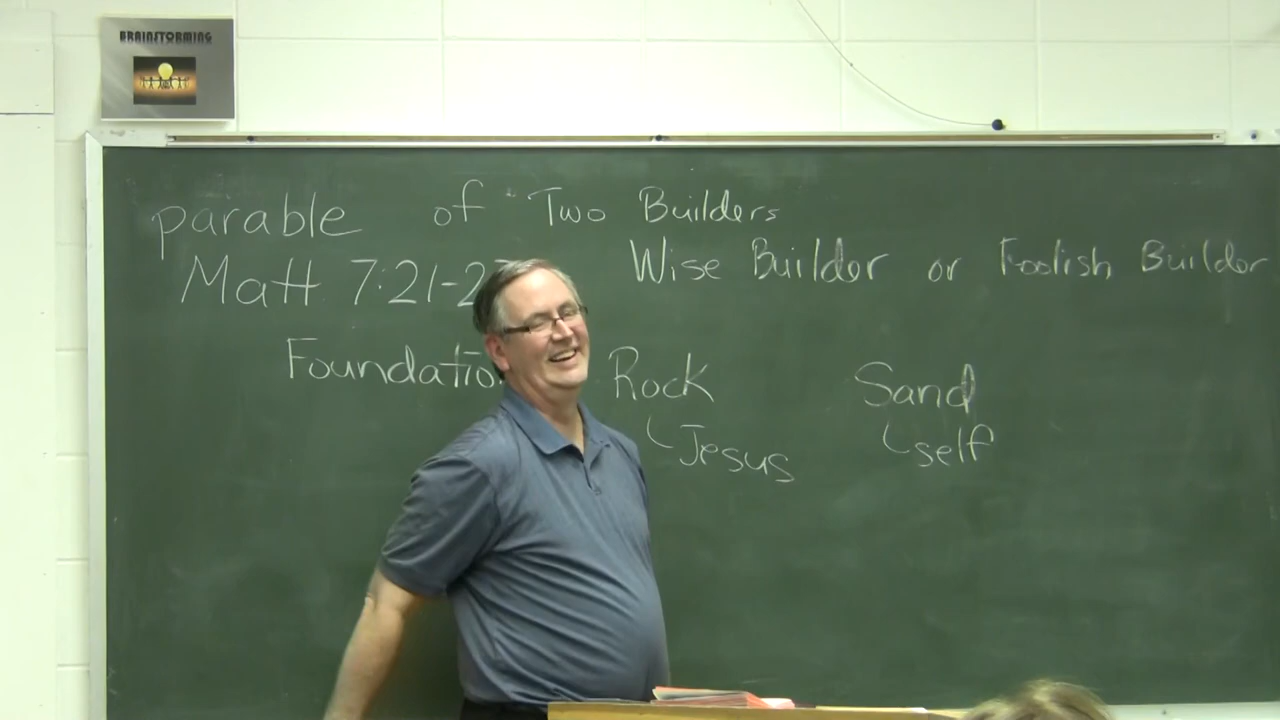 BRAINSTORMING
parable of Two Builders
Matt 7:21-2
Wise Builder or Foolish Builder
Foundatio
Rock Sand
Jesus self